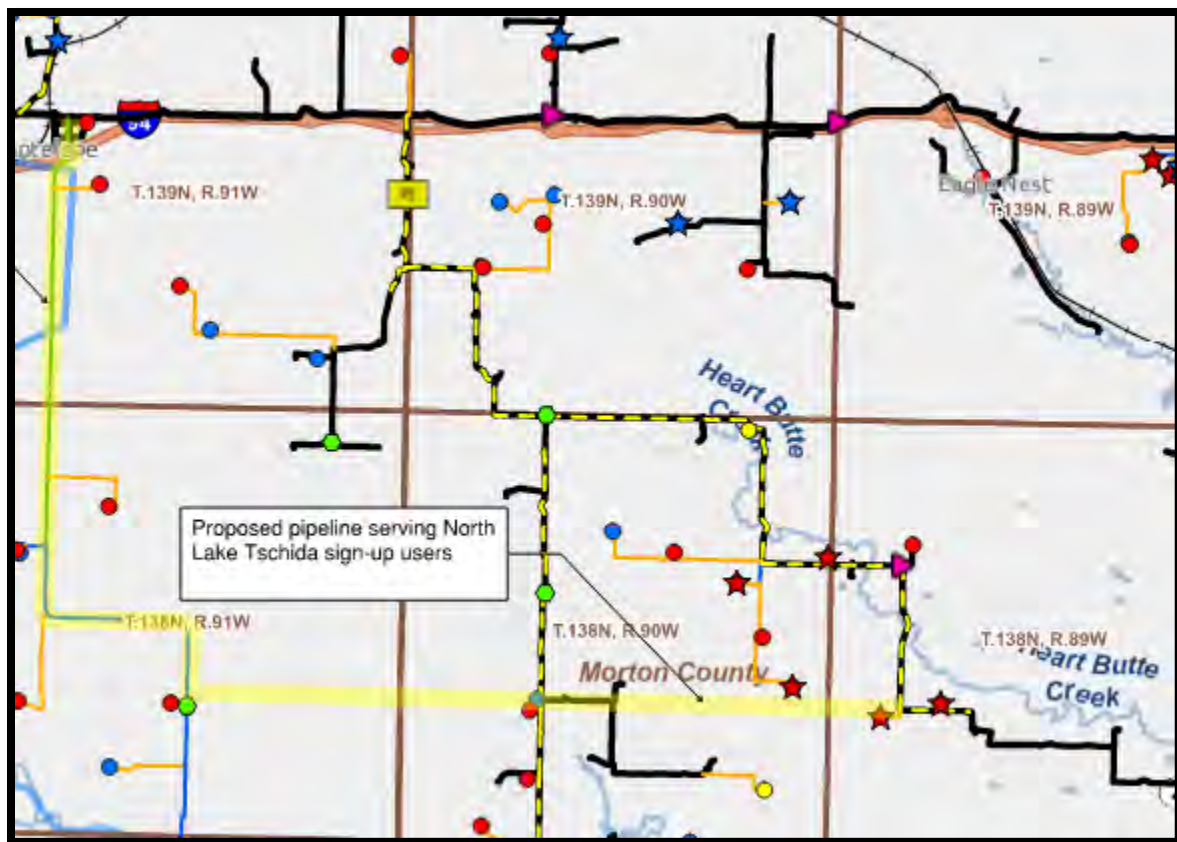 94
T.139N, R.91W
T.139N, R.90W
Eagle Nest
T.139N, R.89W
Heart Butte
Creek
Proposed pipeline serving North
Lake Tschida sign-up users
T.138N, R.91W
T.138N, R.90W
T.138N, R.89W
Morton County
Heart Butte
Creek